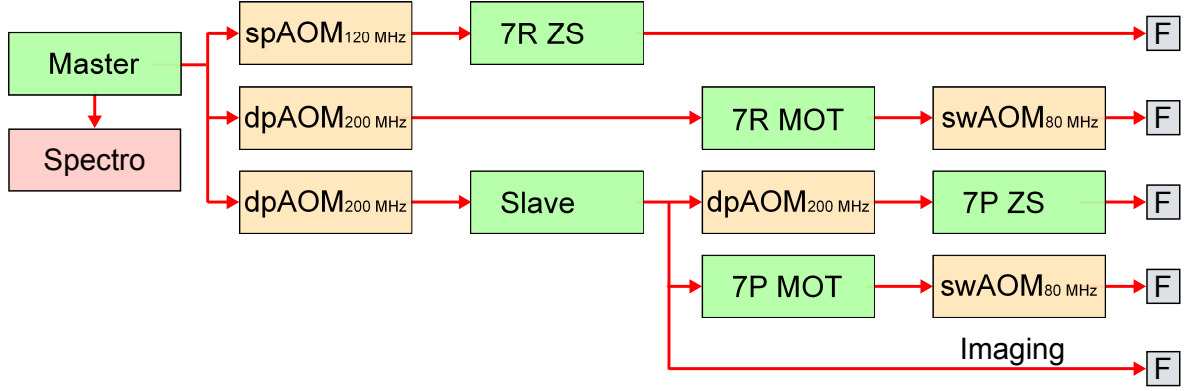 spAOM120 MHz
7R ZS
F
Master
dpAOM200 MHz
7R MOT
swAOM80 MHz
F
Spectro
dpAOM200 MHz
Slave
dpAOM200 MHz
7P ZS
F
7P MOT
swAOM80 MHz
F
Imaging
F